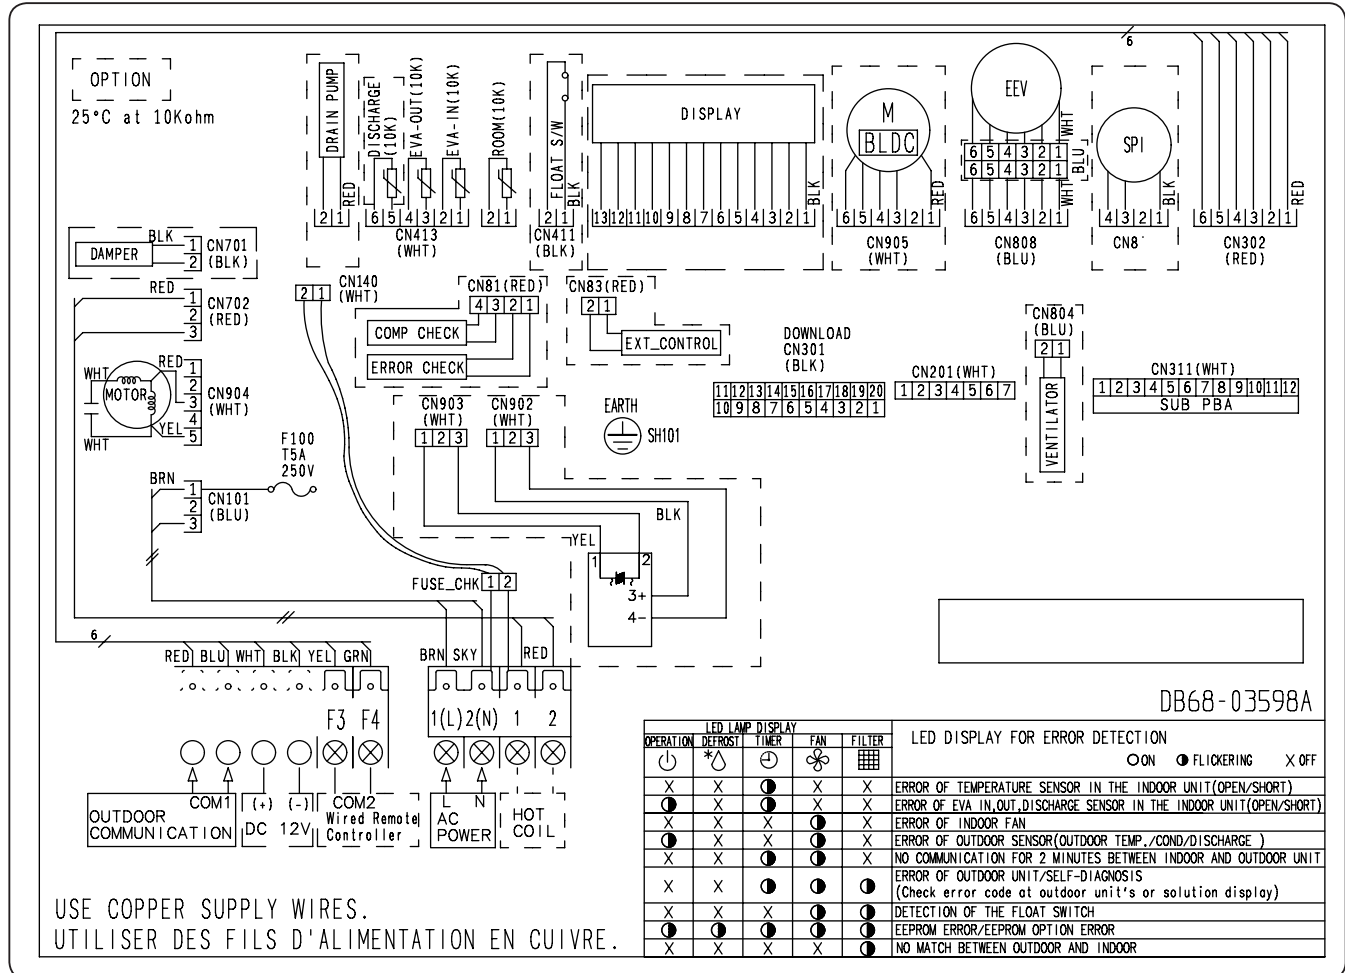 6
OPTION
25°C at 10Kohm
DRAIN PUMP
RED
2 1
DISCHARGE (10K)
EVA-OUT(10K)
EVA-IN(10K)
ROOM(10K)
6 5 4 3 2 1 2 1
CN413
(WHT)
FLOAT S/W
BLK
2 1
CN411
(BLK)
DISPLAY
BLK
13 12 11 10 9 8 7 6 5 4 3 2 1
M
BLDC
RED
6 5 4 3 2 1
CN905
(WHT)
EEV
WHT
6 5 4 3 2 1
6 5 4 3 2 1
BLU
WHT
6 5 4 3 2 1
CN808
(BLU)
SPI
BLK
4 3 2 1
CN8
RED
6 5 4 3 2 1
CN302
(RED)
DAMPER
BLK
1
2
CN701
(BLK)
RED
1
2
3
CN702
(RED)
WHT
MOTOR
RED
YEL
WHT
1
2
3
4
5
CN904
(WHT)
BRN
1
2
3
CN101
(BLU)
F100
T5A
250V
2 1
CN140
(WHT)
CN81(RED)
4 3 2 1
COMP CHECK
ERROR CHECK
CN83(RED)
2 1
EXT_CONTROL
DOWNLOAD
CN301
(BLK)
11 12 13 14 15 16 17 18 19 20
10 9 8 7 6 5 4 3 2 1
CN201(WHT)
1 2 3 4 5 6 7
CN804
(BLU)
2 1
VENTILATOR
CN311(WHT)
1 2 3 4 5 6 7 8 9 10 11 12
SUB PBA
CN903
(WHT)
1 2 3
CN902
(WHT)
1 2 3
EARTH
SH101
BLK
YEL
1 2
3+
4-
FUSE_CHK 1 2
6
RED BLU WHT BLK YEL GRN
BRN SKY RED
F3 F4
1(L) 2(N) 1 2
COM1
OUTDOOR
COMMUNICATION
(+) (-)
DC 12V
COM2
Wired Remote
Controller
L N
AC
POWER
HOT
COIL
DB68-03598A
LED LAMP DISPLAY
OPERATION DEFROST TIMER FAN FILTER
LED DISPLAY FOR ERROR DETECTION
ON FLICKERING X OFF
X X X X ERROR OF TEMPERATURE SENSOR IN THE INDOOR UNIT(OPEN/SHORT)
X X X ERROR OF EVA IN,OUT,DISCHARGE SENSOR IN THE INDOOR UNIT(OPEN/SHORT)
X X X X ERROR OF INDOOR FAN
X X X ERROR OF OUTDOOR SENSOR(OUTDOOR TEMP./COND/DISCHARGE )
X X X NO COMMUNICATION FOR 2 MINUTES BETWEEN INDOOR AND OUTDOOR UNIT
X X ERROR OF OUTDOOR UNIT/SELF-DIAGNOSIS
(Check error code at outdoor unit's or solution display)
X X X DETECTION OF THE FLOAT SWITCH
EEPROM ERROR/EEPROM OPTION ERROR
X X X X NO MATCH BETWEEN OUTDOOR AND INDOOR
USE COPPER SUPPLY WIRES.
UTILISER DES FILS D'ALIMENTATION EN CUIVRE.